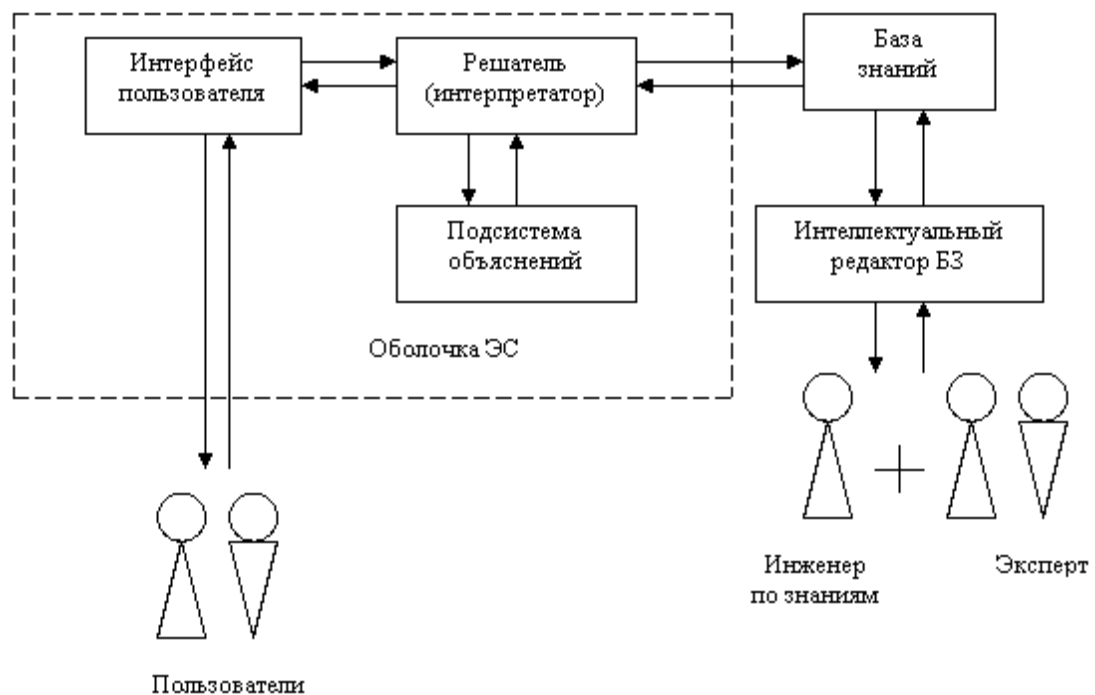 Интерфейс
пользователя
Решатель
(интерпретатор)
База
знаний
Подсистема
объяснений
Интеллектуальный
редактор БЗ
Оболочка ЭС
Инженер
по знаниям
Эксперт
Пользователи